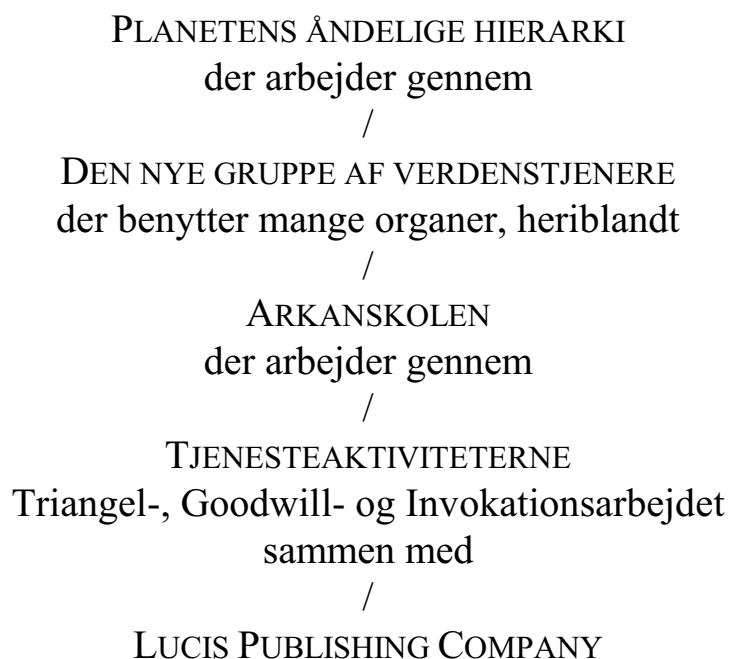 PLANETENS ÅNDELIGE HIERARKI
der arbejder gennem
/
DEN NYE GRUPPE AF VERDENSTJENERE
der benytter mange organer, heriblandt
/
ARKANSKOLEN
der arbejder gennem
/
TJENESTEAKTIVITETERNE
Triangel-, Goodwill- og Invokationsarbejdet
sammen med
/
LUCIS PUBLISHING COMPANY